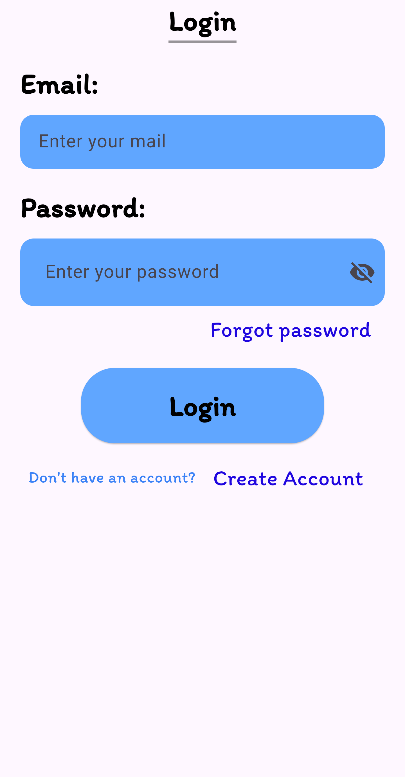 Login
Email:
Enter your mail
Password:
Enter your password
Forgot password
Login
Don't have an account? Create Account